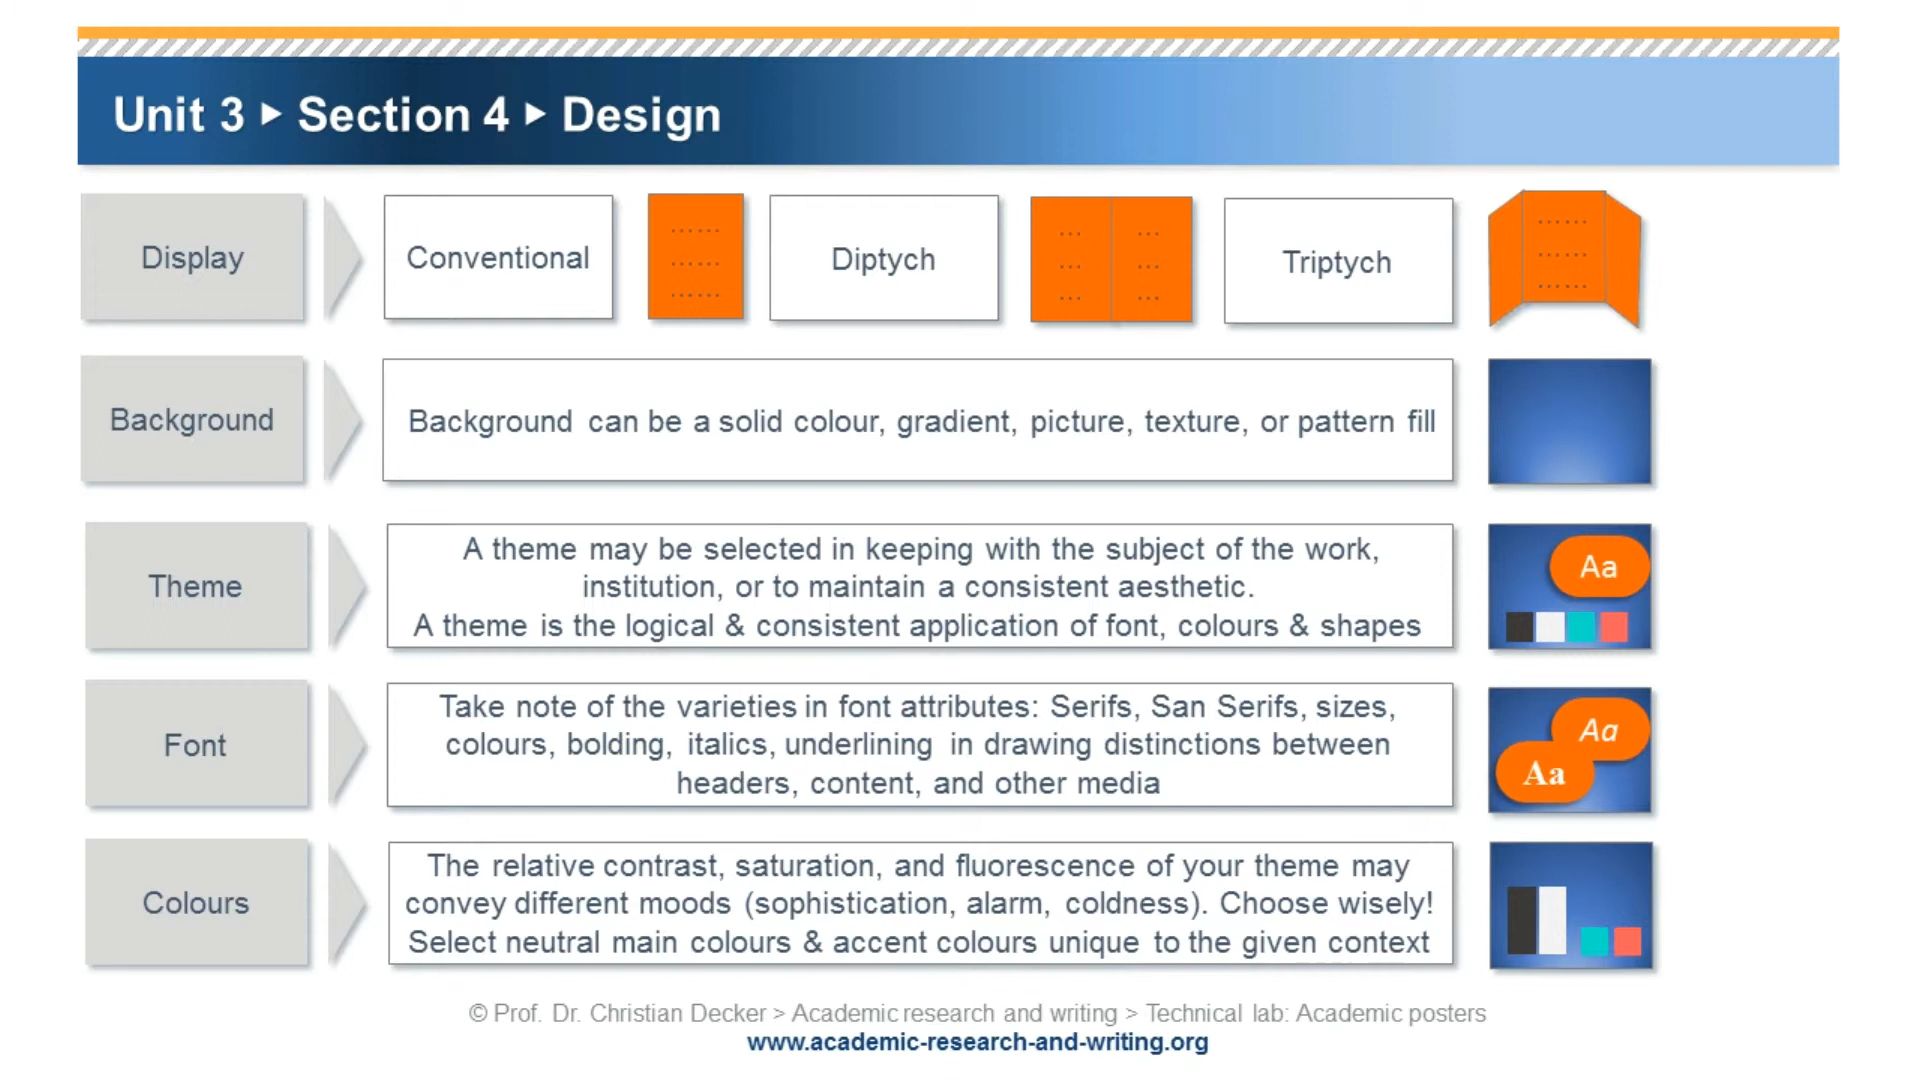 Unit 3 ▸ Section 4 ▸ Design
Display
Conventional
......
......
......
Diptych
... ...
... ...
... ...
Triptych
......
......
......
Background
Background can be a solid colour, gradient, picture, texture, or pattern fill
Theme
A theme may be selected in keeping with the subject of the work,
institution, or to maintain a consistent aesthetic.
A theme is the logical & consistent application of font, colours & shapes
Aa
Font
Take note of the varieties in font attributes: Serifs, San Serifs, sizes,
colours, bolding, italics, underlining in drawing distinctions between
headers, content, and other media
Aa
Aa
Colours
The relative contrast, saturation, and fluorescence of your theme may
convey different moods (sophistication, alarm, coldness). Choose wisely!
Select neutral main colours & accent colours unique to the given context
© Prof. Dr. Christian Decker > Academic research and writing > Technical lab: Academic posters
www.academic-research-and-writing.org